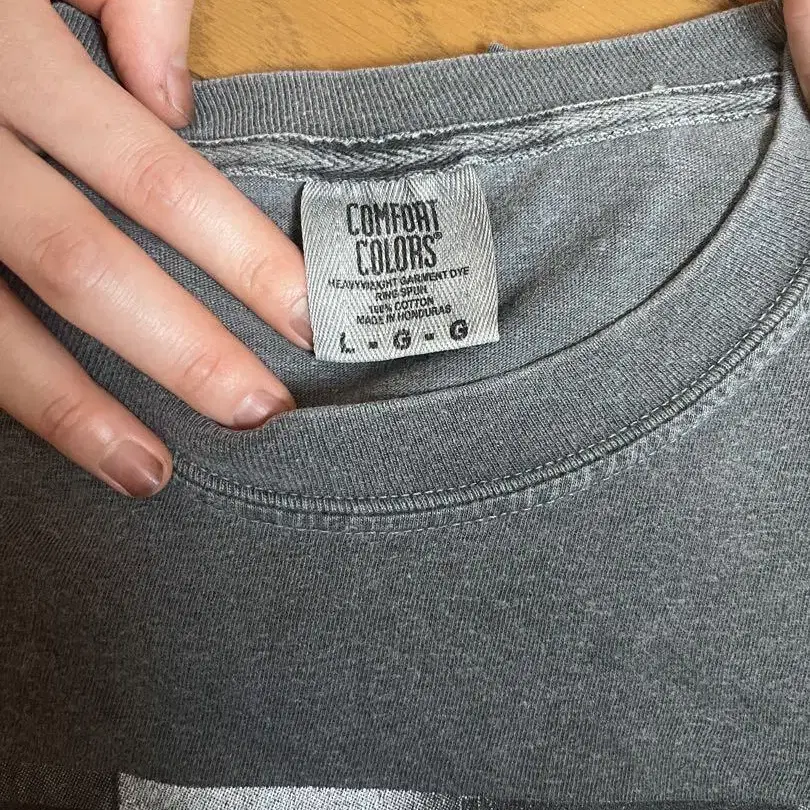 COMFORT
COLORS®
HEAVYWEIGHT GARMENT DYE
RING SPUN
100% COTTON
MADE IN HONDURAS
L - G - G